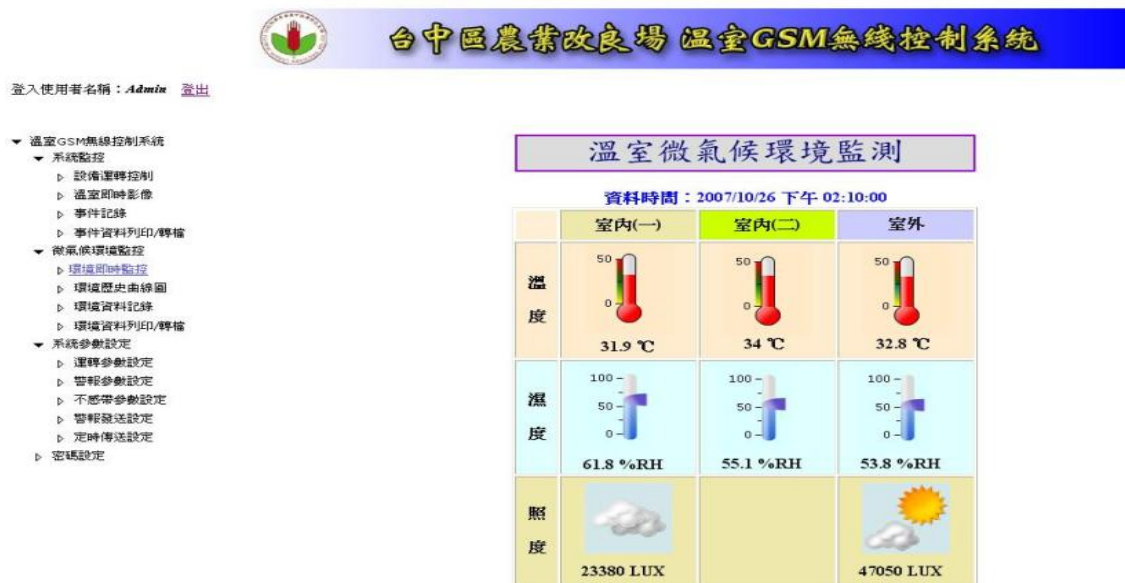 台中區農業改良場 溫室GSM無綫控制系統
登入使用者名稱：Admin 登出
▼ 溫室GSM無線控制系統
▼ 系統監控
▷ 設備運轉控制
▷ 溫室即時影像
▷ 事件記錄
▷ 事件資料列印/轉檔
▼ 微氣候環境監控
▷ 環境即時監控
▷ 環境歷史曲線圖
▷ 環境資料記錄
▷ 環境資料列印/轉檔
▼ 系統參數設定
▷ 運轉參數設定
▷ 警報參數設定
▷ 不感帶參數設定
▷ 警報發送設定
▷ 定時傳送設定
▷ 密碼設定
溫室微氣候環境監測
資料時間：2007/10/26 下午 02:10:00
室內(一) 室內(二) 室外
溫度
50 50 50
0 0 0
31.9 ℃ 34 ℃ 32.8 ℃
濕度
100 100 100
50 50 50
0 0 0
61.8 %RH 55.1 %RH 53.8 %RH
照度
23380 LUX 47050 LUX